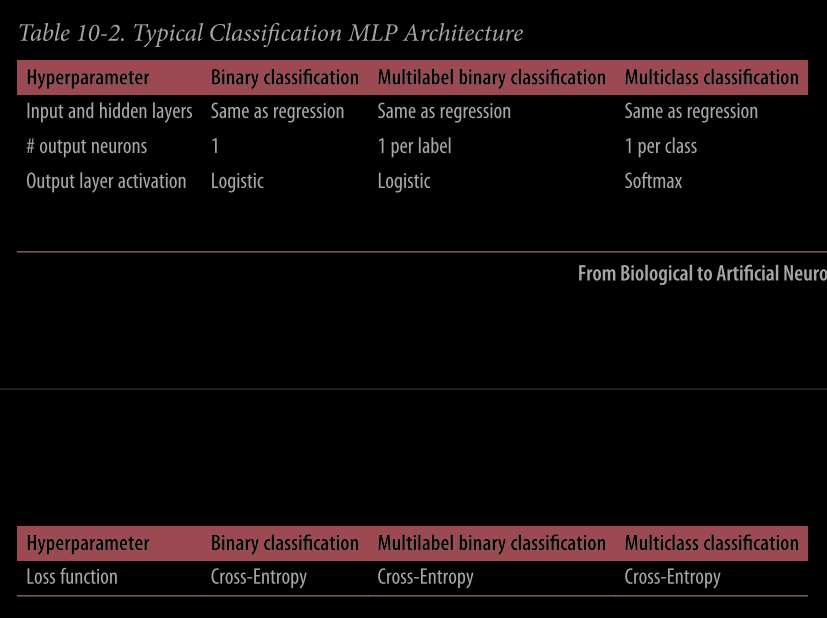 Table 10-2. Typical Classification MLP Architecture
Hyperparameter Binary classification Multilabel binary classification Multiclass classification
Input and hidden layers Same as regression Same as regression Same as regression
# output neurons 1 1 per label 1 per class
Output layer activation Logistic Logistic Softmax
From Biological to Artificial Neuro
Hyperparameter Binary classification Multilabel binary classification Multiclass classification
Loss function Cross-Entropy Cross-Entropy Cross-Entropy